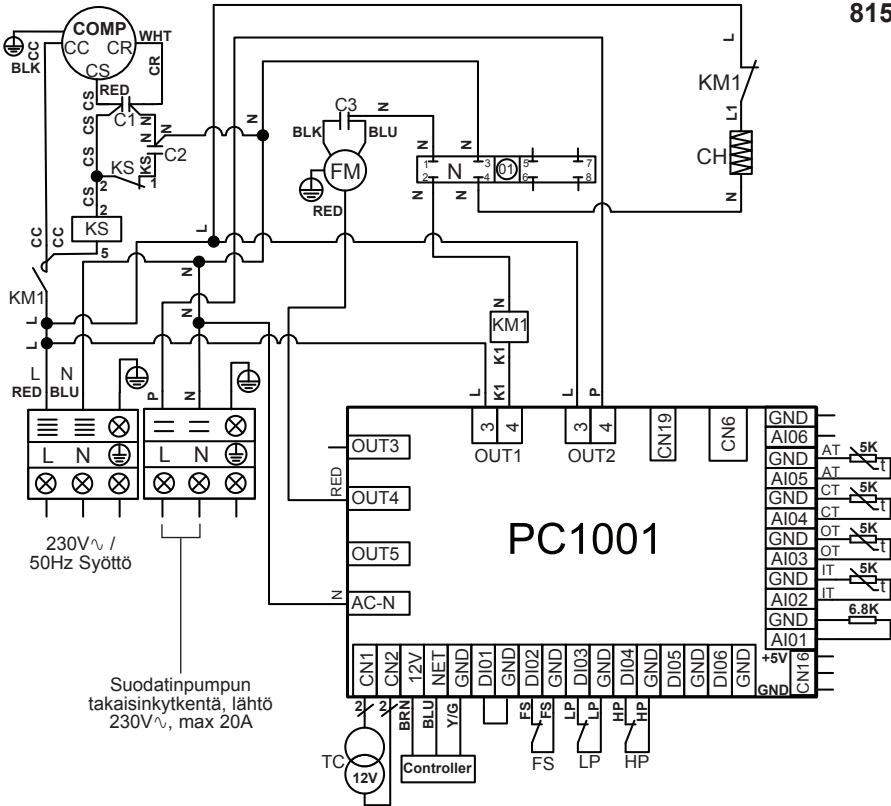 815
COMP
CC
CR
CS
WHT
CC
BLK
CR
CS
RED
CS
CS
C1
N
N
N
N
C2
CS
KS
KS
2
1
CS
2
KS
5
CC
CC
KM1
L
L
L
N
N
C3
N
BLK
BLU
FM
RED
N
N
1
2
N
3
4
01
5
6
7
8
N
N
L
KM1
L1
CH
N
N
KM1
K1
L
K1
L
P
L
N
RED
BLU
P
N
L
N
L
N
230V∿ /
50Hz Syöttö
Suodatinpumpun
takaisinkytkentä, lähtö
230V∿, max 20A
3
4
OUT1
3
4
OUT2
CN19
CN6
OUT3
RED
OUT4
OUT5
N
AC-N
PC1001
GND
AI06
GND
AT
5K
t
AI05
AT
GND
CT
5K
t
AI04
CT
GND
OT
5K
t
AI03
OT
GND
IT
5K
t
AI02
IT
GND
6.8K
AI01
+5V
CN16
GND
CN1
CN2
12V
NET
GND
DI01
GND
DI02
GND
DI03
GND
DI04
GND
DI05
GND
DI06
GND
2
2
BRN
BLU
Y/G
FS
FS
LP
LP
HP
HP
TC
12V
Controller
FS
LP
HP